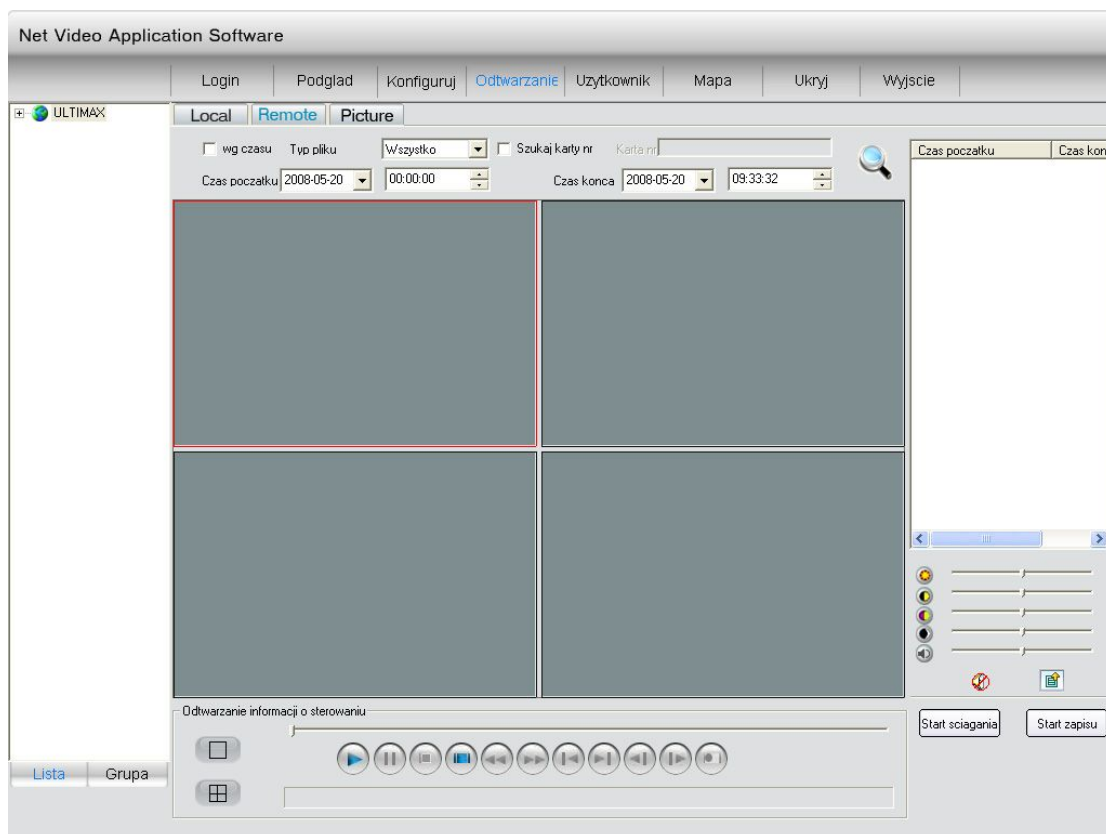 Net Video Application Software
Login Podglad Konfiguruj Odtwarzanie Uzytkownik Mapa Ukryj Wyjscie
ULTIMAX
Local Remote Picture
wg czasu Typ pliku Wszystko Szukaj karty nr Karta nr
Czas poczatku 2008-05-20 00:00:00 Czas konca 2008-05-20 09:33:32
Czas poczatku Czas kon
Odtwarzanie informacji o sterowaniu
Start sciagania Start zapisu
Lista Grupa